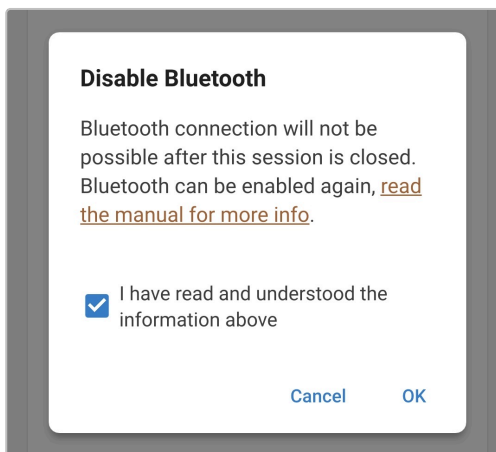 Disable Bluetooth
Bluetooth connection will not be
possible after this session is closed.
Bluetooth can be enabled again, read
the manual for more info.
I have read and understood the
information above
Cancel OK